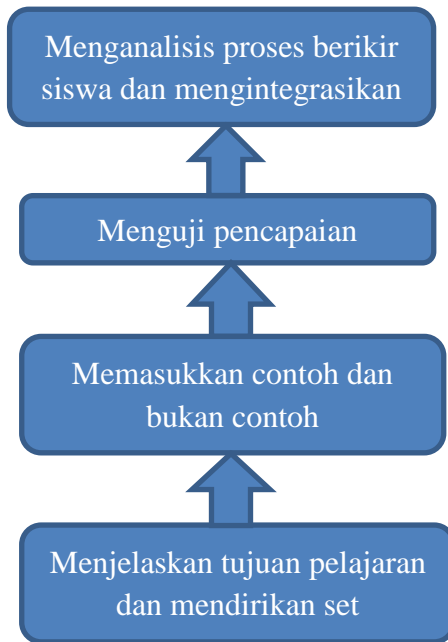 Menganalisis proses berikir
siswa dan mengintegrasikan
Menguji pencapaian
Memasukkan contoh dan
bukan contoh
Menjelaskan tujuan pelajaran
dan mendirikan set